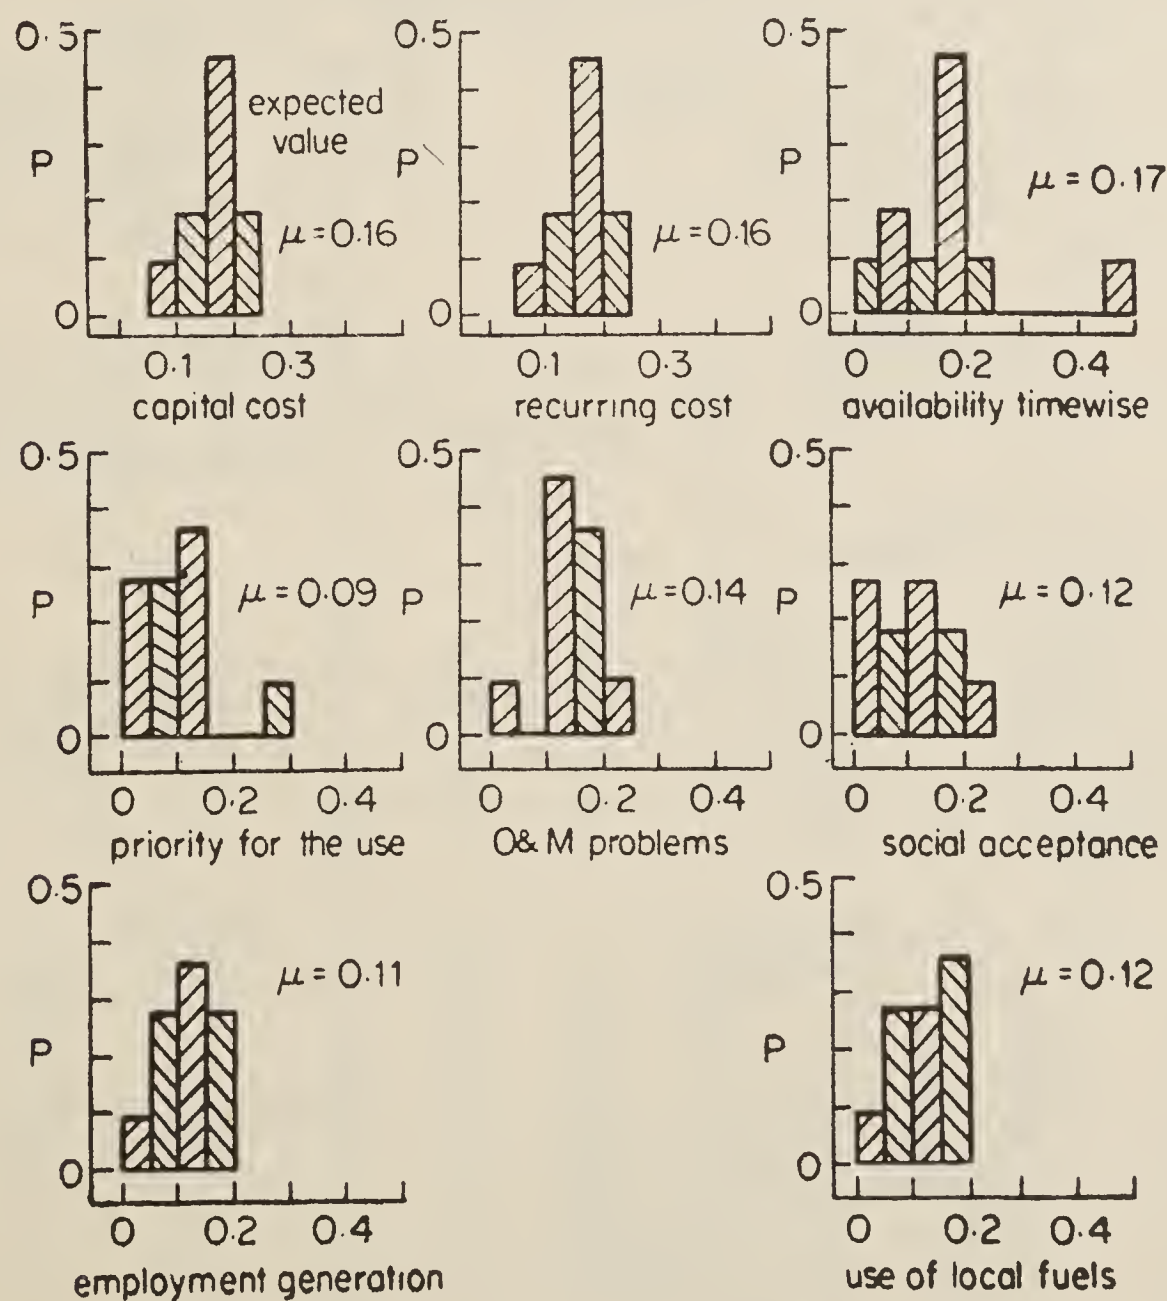 0.5
P
0
expected
value
μ = 0.16
0.1 0.3
capital cost
0.5
P
0
μ = 0.16
0.1 0.3
recurring cost
0.5
P
0
μ = 0.17
0 0.2 0.4
availability timewise
0.5
P
0
μ = 0.09
0 0.2 0.4
priority for the use
0.5
P
0
μ = 0.14
0 0.2 0.4
O & M problems
0.5
P
0
μ = 0.12
0 0.2 0.4
social acceptance
0.5
P
0
μ = 0.11
0 0.2 0.4
employment generation
0.5
P
0
μ = 0.12
0 0.2 0.4
use of local fuels